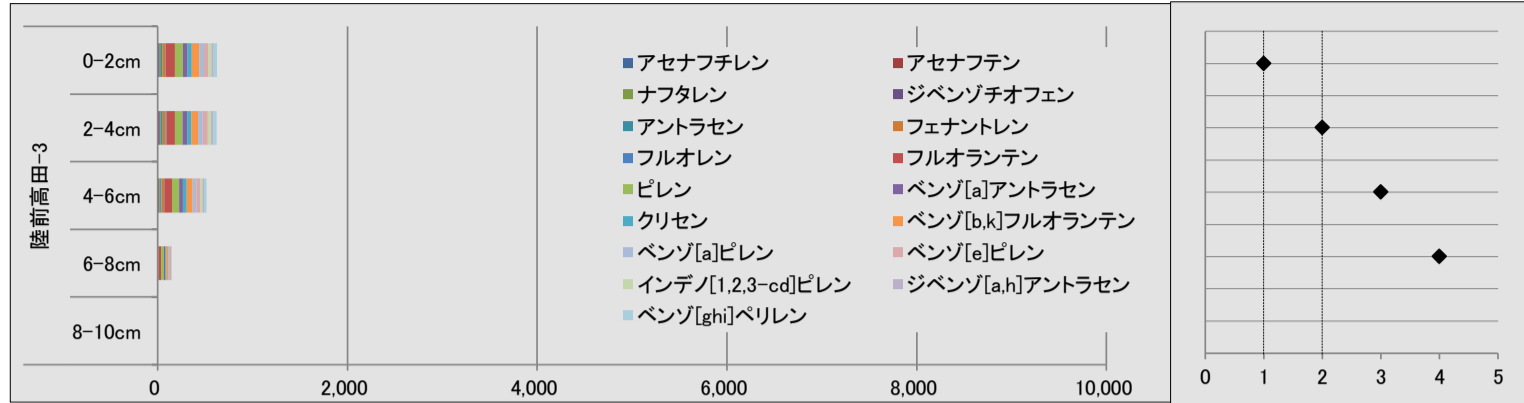 陸前高田-3
0-2cm
2-4cm
4-6cm
6-8cm
8-10cm
アセナフチレン アセナフテン
ナフタレン ジベンゾチオフェン
アントラセン フェナントレン
フルオレン フルオランテン
ピレン ベンゾ[a]アントラセン
クリセン ベンゾ[b,k]フルオランテン
ベンゾ[a]ピレン ベンゾ[e]ピレン
インデノ[1,2,3-cd]ピレン ジベンゾ[a,h]アントラセン
ベンゾ[ghi]ペリレン
0 2,000 4,000 6,000 8,000 10,000
0 1 2 3 4 5